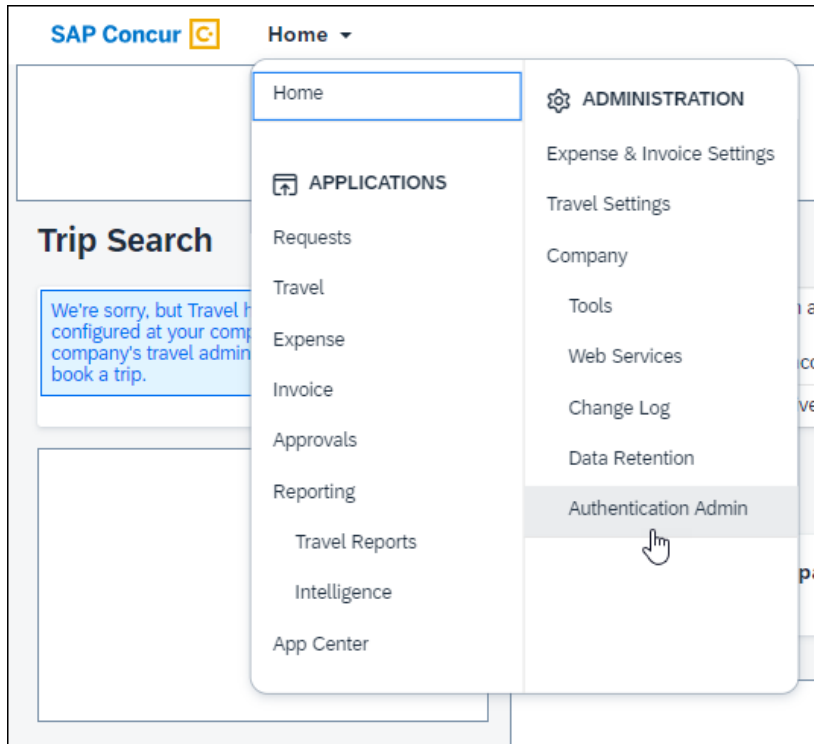 SAP Concur
Home
Home
APPLICATIONS
Requests
Travel
Expense
Invoice
Approvals
Reporting
Travel Reports
Intelligence
App Center
ADMINISTRATION
Expense & Invoice Settings
Travel Settings
Company
Tools
Web Services
Change Log
Data Retention
Authentication Admin
Trip Search
We're sorry, but Travel
configured at your
company's travel admin
book a trip.